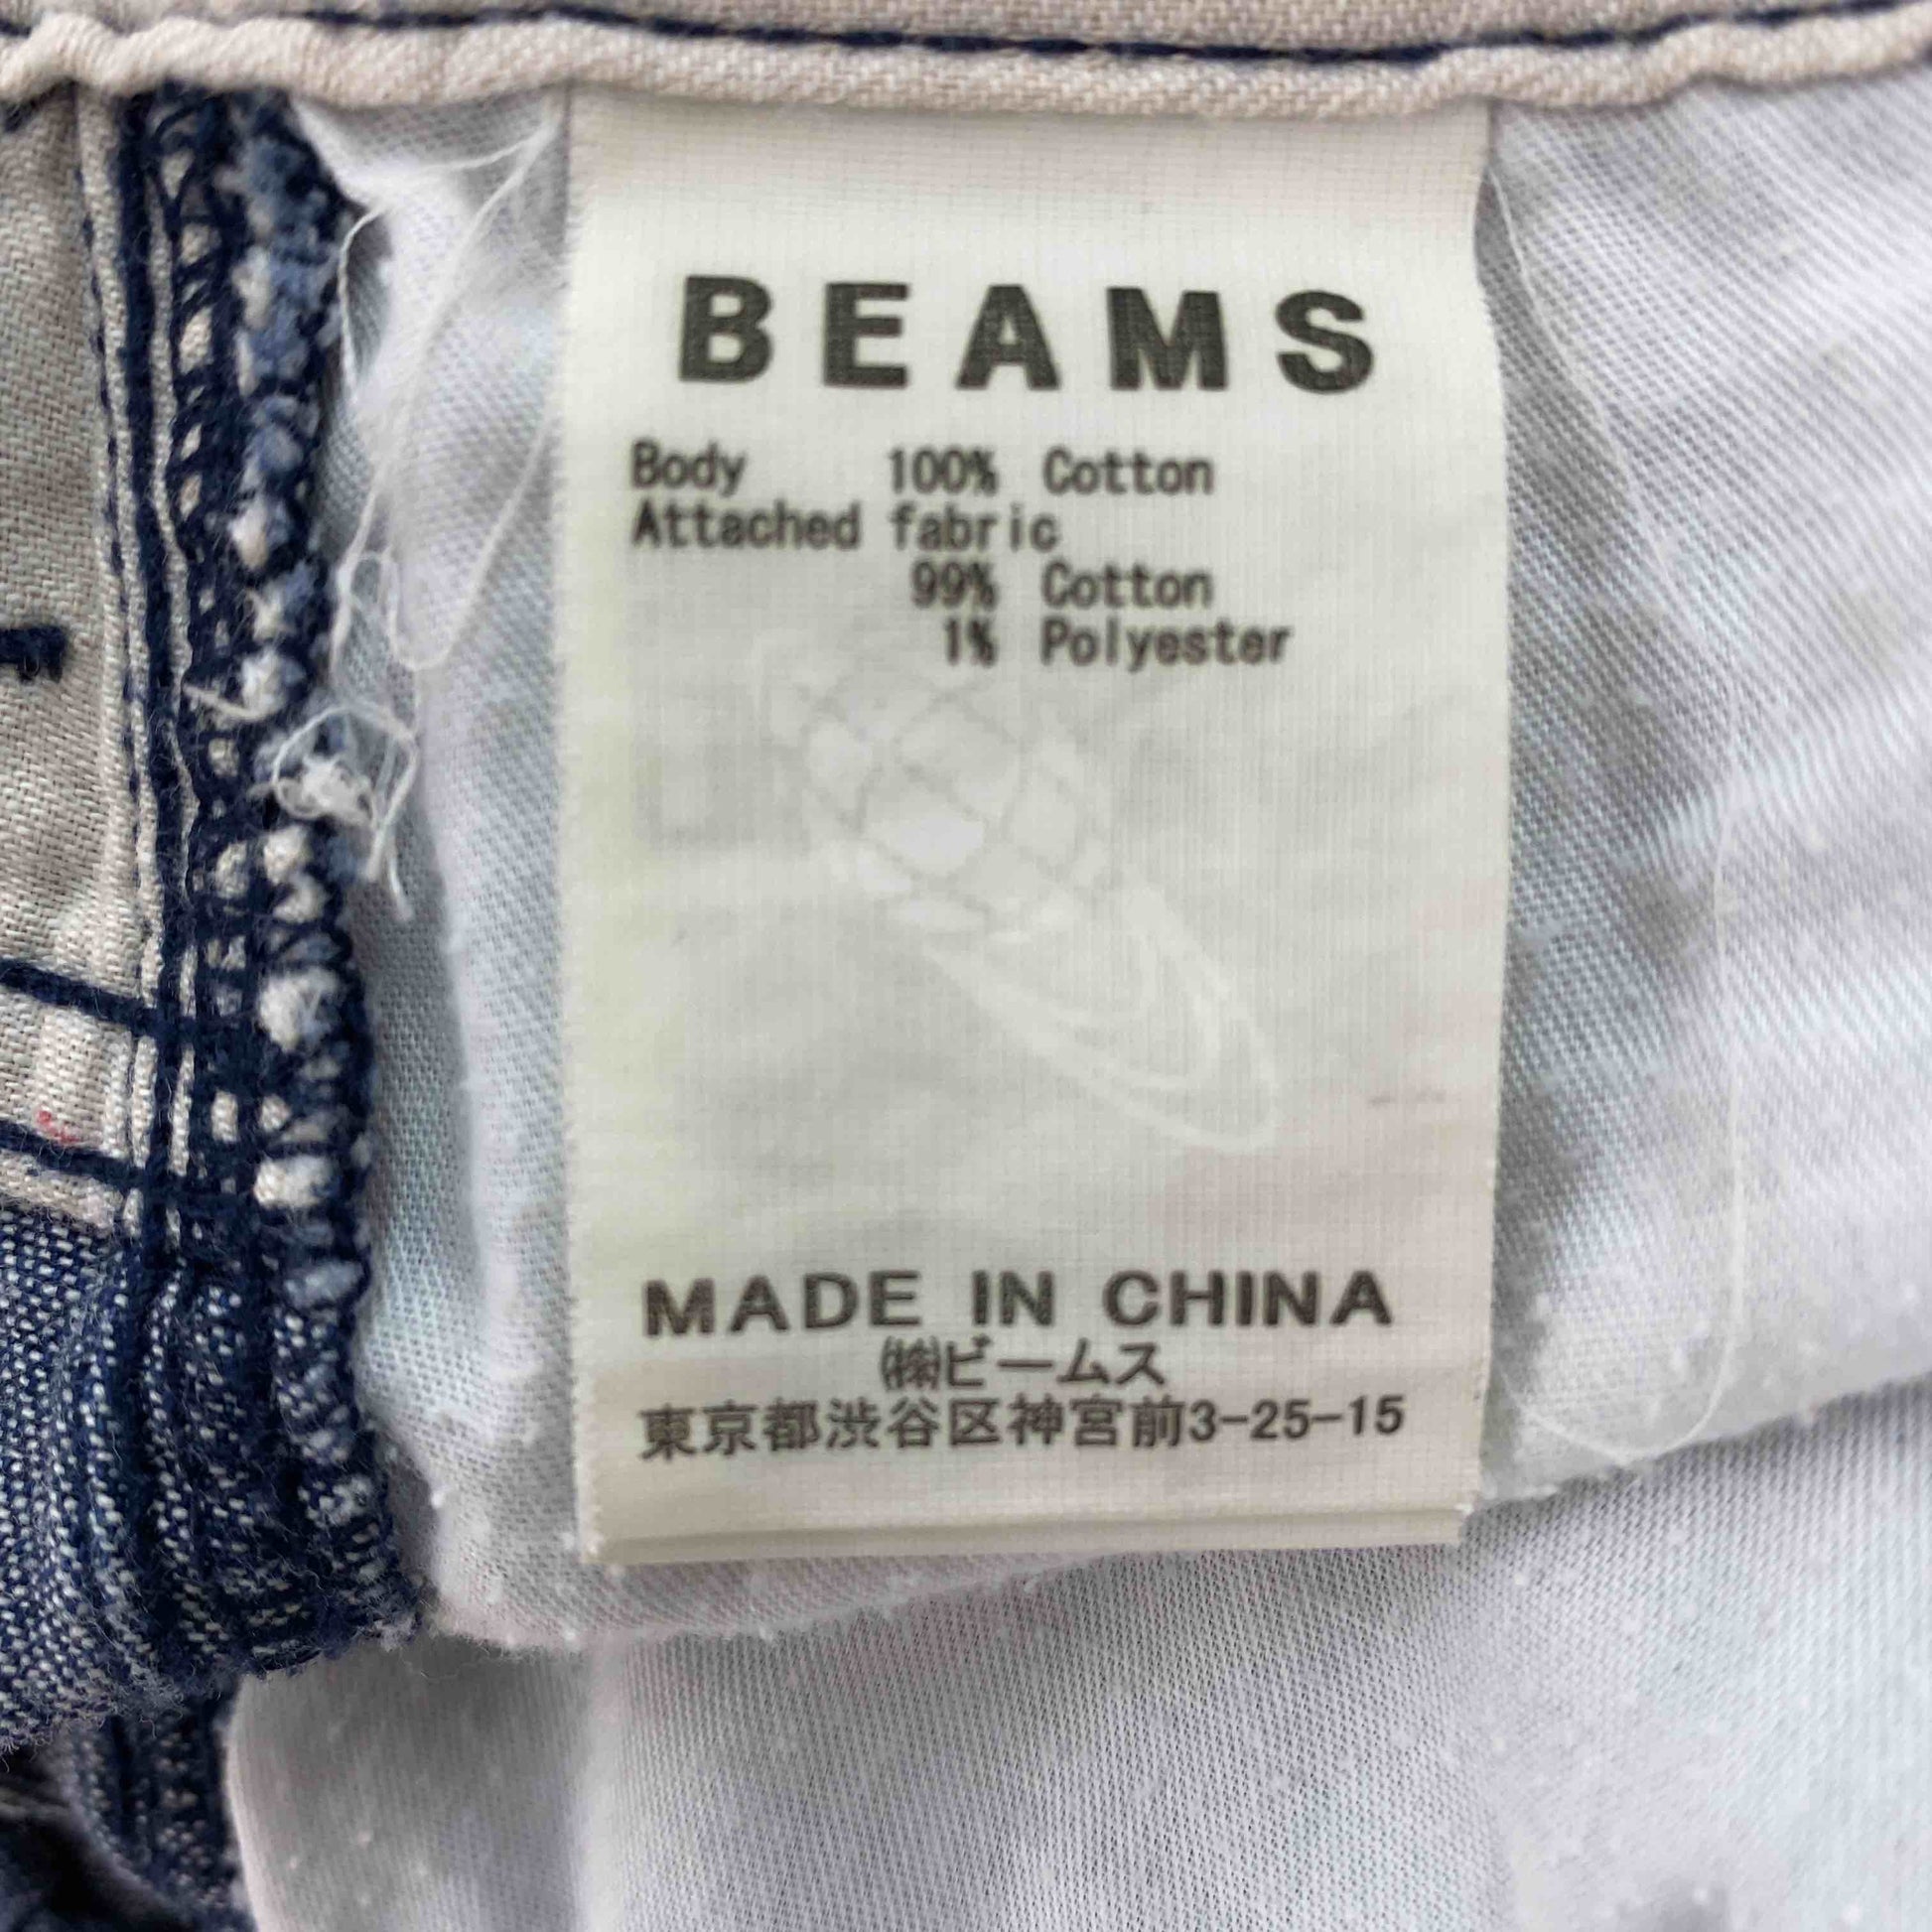 BEAMS
Body 100% Cotton
Attached fabric
99% Cotton
1% Polyester
MADE IN CHINA
㈱ビームス
東京都渋谷区神宮前3-25-15